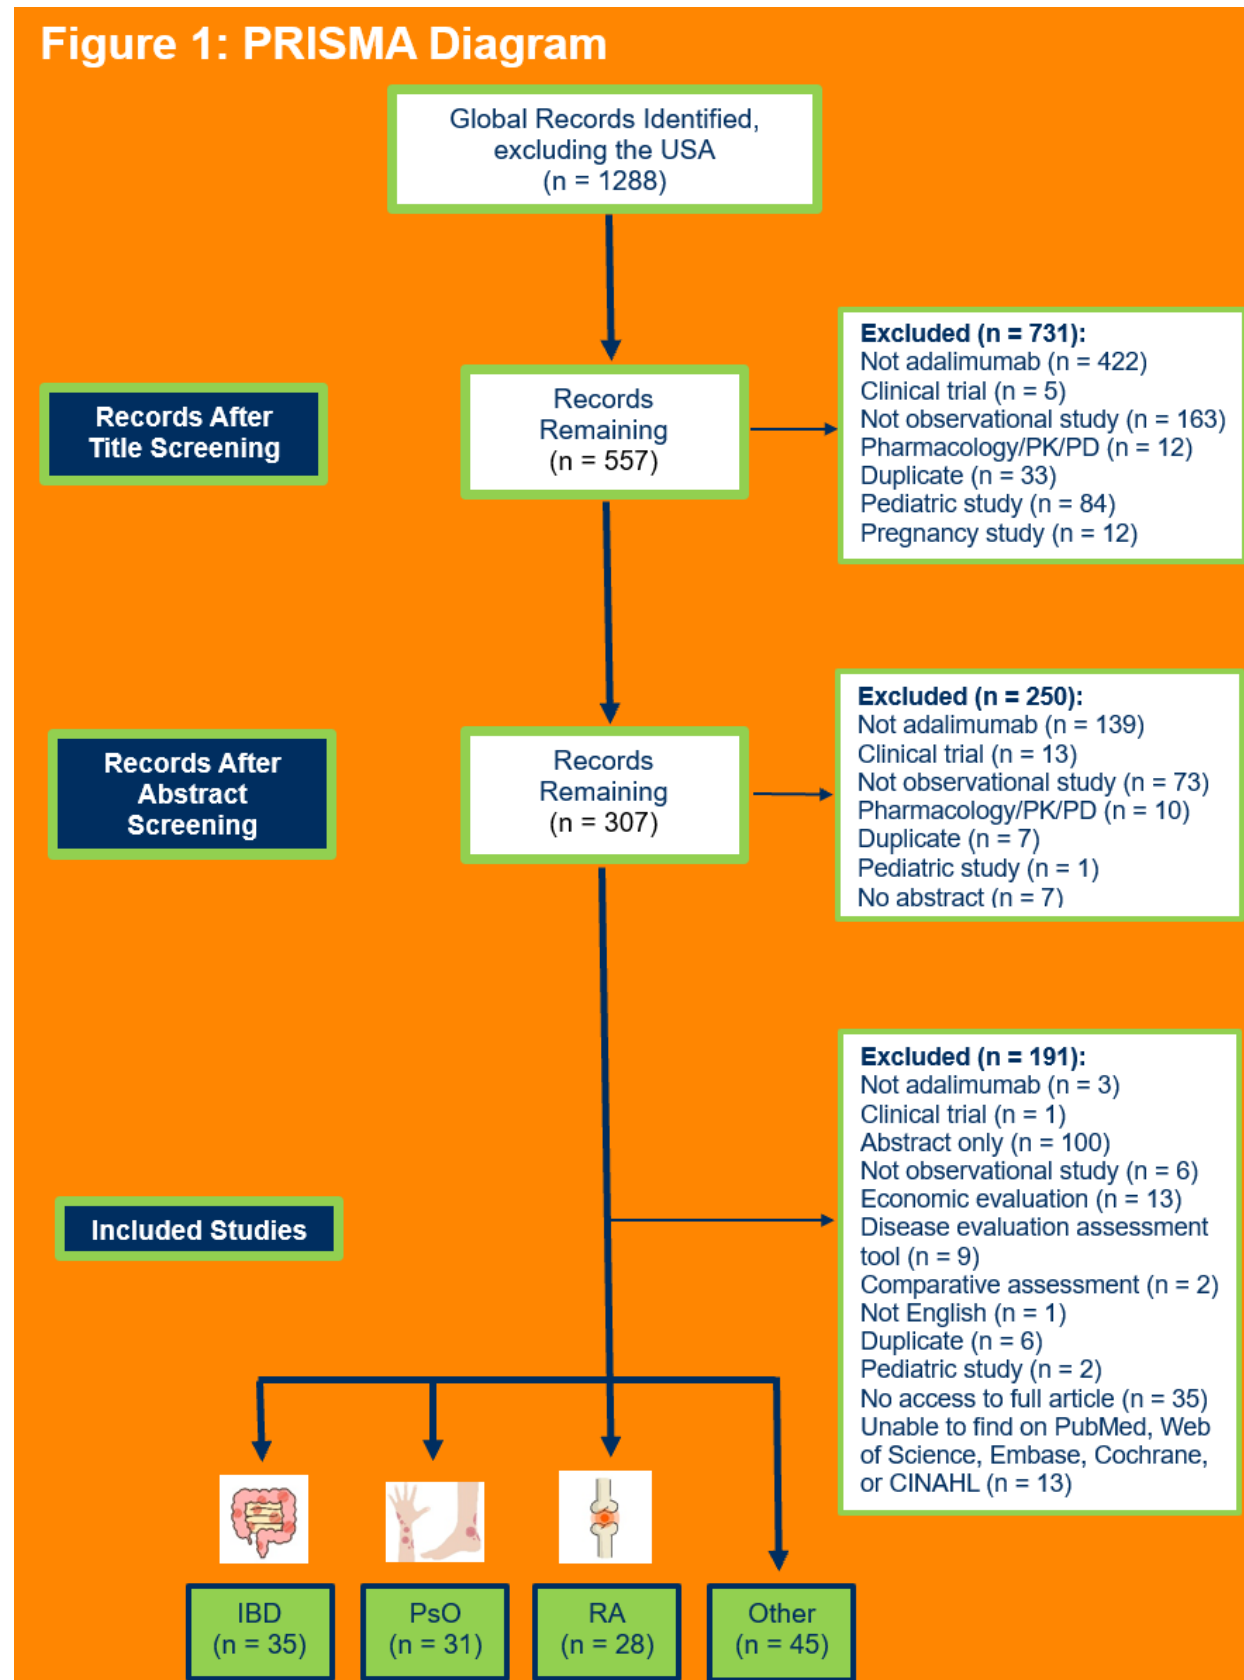 Figure 1: PRISMA Diagram
Global Records Identified,
excluding the USA
(n = 1288)
Records After
Title Screening
Records
Remaining
(n = 557)
Excluded (n = 731):
Not adalimumab (n = 422)
Clinical trial (n = 5)
Not observational study (n = 163)
Pharmacology/PK/PD (n = 12)
Duplicate (n = 33)
Pediatric study (n = 84)
Pregnancy study (n = 12)
Records After
Abstract
Screening
Records
Remaining
(n = 307)
Excluded (n = 250):
Not adalimumab (n = 139)
Clinical trial (n = 13)
Not observational study (n = 73)
Pharmacology/PK/PD (n = 10)
Duplicate (n = 7)
Pediatric study (n = 1)
No abstract (n = 7)
Included Studies
Excluded (n = 191):
Not adalimumab (n = 3)
Clinical trial (n = 1)
Abstract only (n = 100)
Not observational study (n = 6)
Economic evaluation (n = 13)
Disease evaluation assessment
tool (n = 9)
Comparative assessment (n = 2)
Not English (n = 1)
Duplicate (n = 6)
Pediatric study (n = 2)
No access to full article (n = 35)
Unable to find on PubMed, Web
of Science, Embase, Cochrane,
or CINAHL (n = 13)
IBD
(n = 35)
PsO
(n = 31)
RA
(n = 28)
Other
(n = 45)